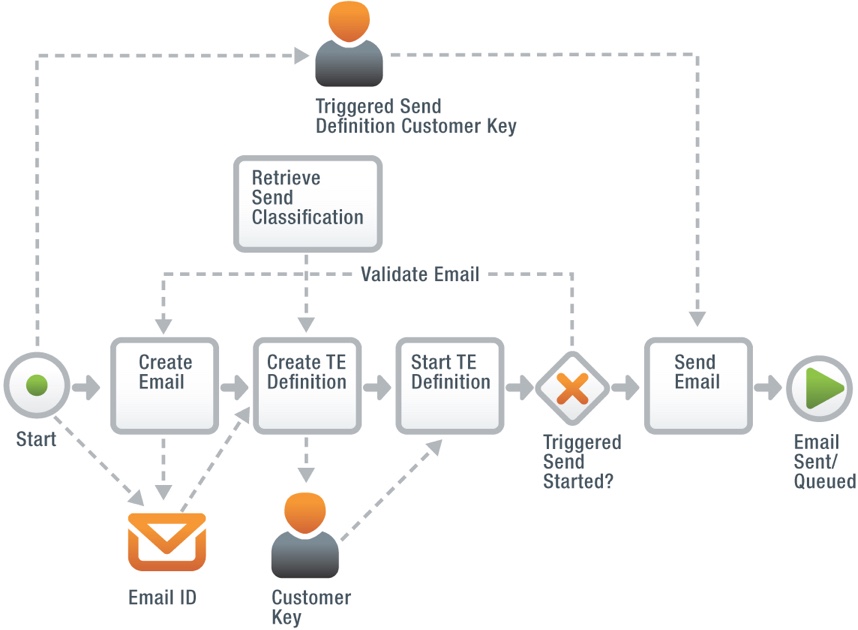 Triggered Send
Definition Customer Key
Retrieve
Send
Classification
Validate Email
Create
Email
Create TE
Definition
Start TE
Definition
Send
Email
Start
Triggered
Send
Started?
Email
Sent/
Queued
Email ID
Customer
Key